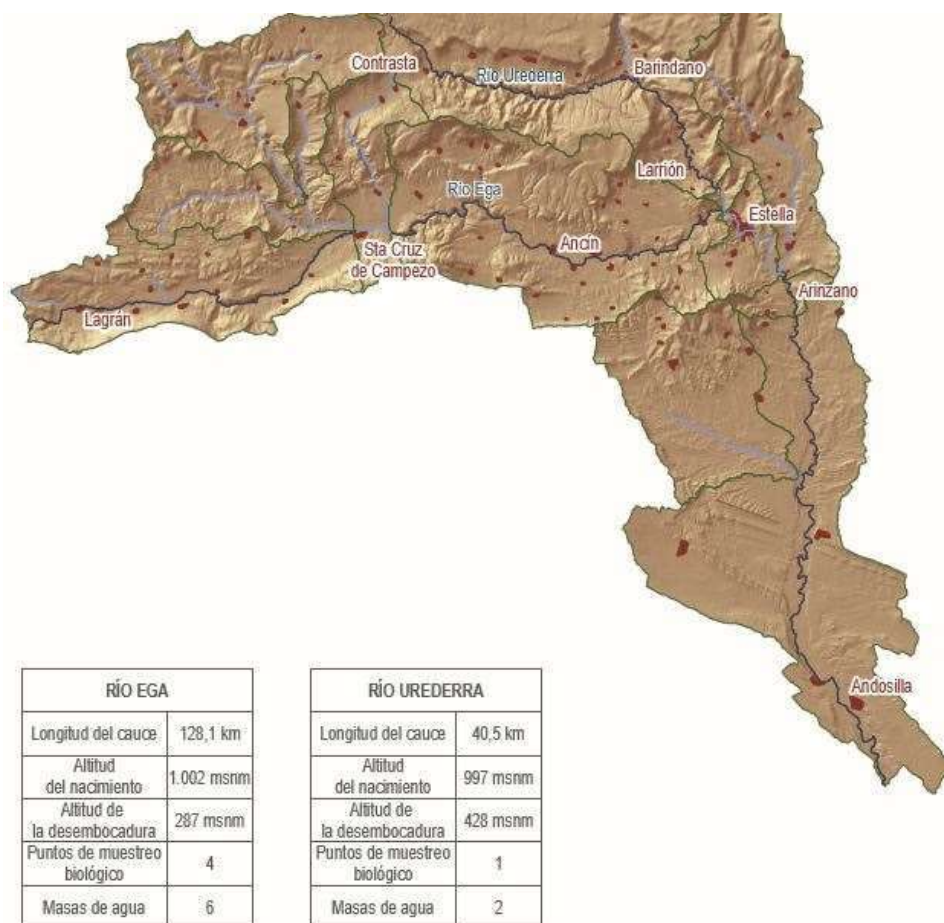 Contrasta
Río Urederra
Barindano
Larrión
Río Ega
Estella
Ancín
Sta Cruz
de Campezo
Arinzano
Lagrán
Andosilla
RÍO EGA
Longitud del cauce 128,1 km
Altitud
del nacimiento 1.002 msnm
Altitud de
la desembocadura 287 msnm
Puntos de muestreo
biológico 4
Masas de agua 6
RÍO UREDERRA
Longitud del cauce 40,5 km
Altitud
del nacimiento 997 msnm
Altitud de
la desembocadura 428 msnm
Puntos de muestreo
biológico 1
Masas de agua 2